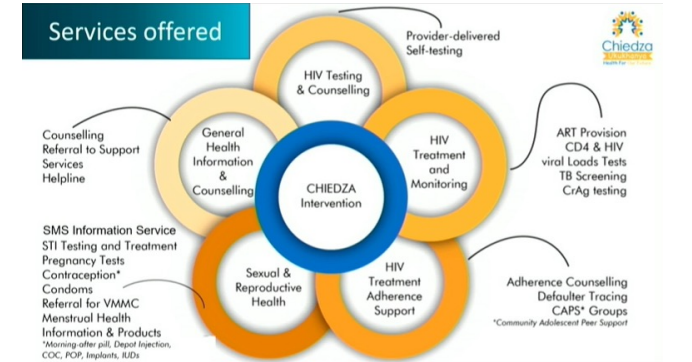 Services offered
Chiedza
Provider-delivered
Self-testing
HIV Testing
& Counselling
Counselling
Referral to Support
Services
Helpline
General
Health
Information
&
Counselling
HIV
Treatment
and
Monitoring
ART Provision
CD4 & HIV
viral Loads Tests
TB Screening
CrAg testing
CHIEDZA
Intervention
SMS Information Service
STI Testing and Treatment
Pregnancy Tests
Contraception*
Condoms
Referral for VMMC
Menstrual Health
Information & Products
*Morning-after pill, Depot Injection,
COC, POP, Implants, IUDs
Sexual &
Reproductive
Health
HIV
Treatment
Adherence
Support
Adherence Counselling
Defaulter Tracing
CAPS* Groups
*Community Adolescent Peer Support